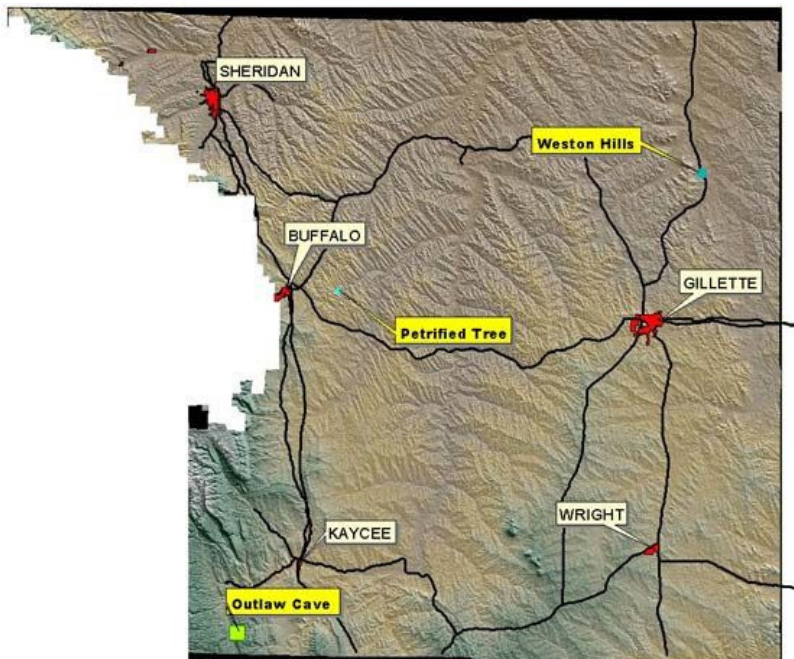 SHERIDAN
Weston Hills
BUFFALO
GILLETTE
Petrified Tree
WRIGHT
KAYCEE
Outlaw Cave